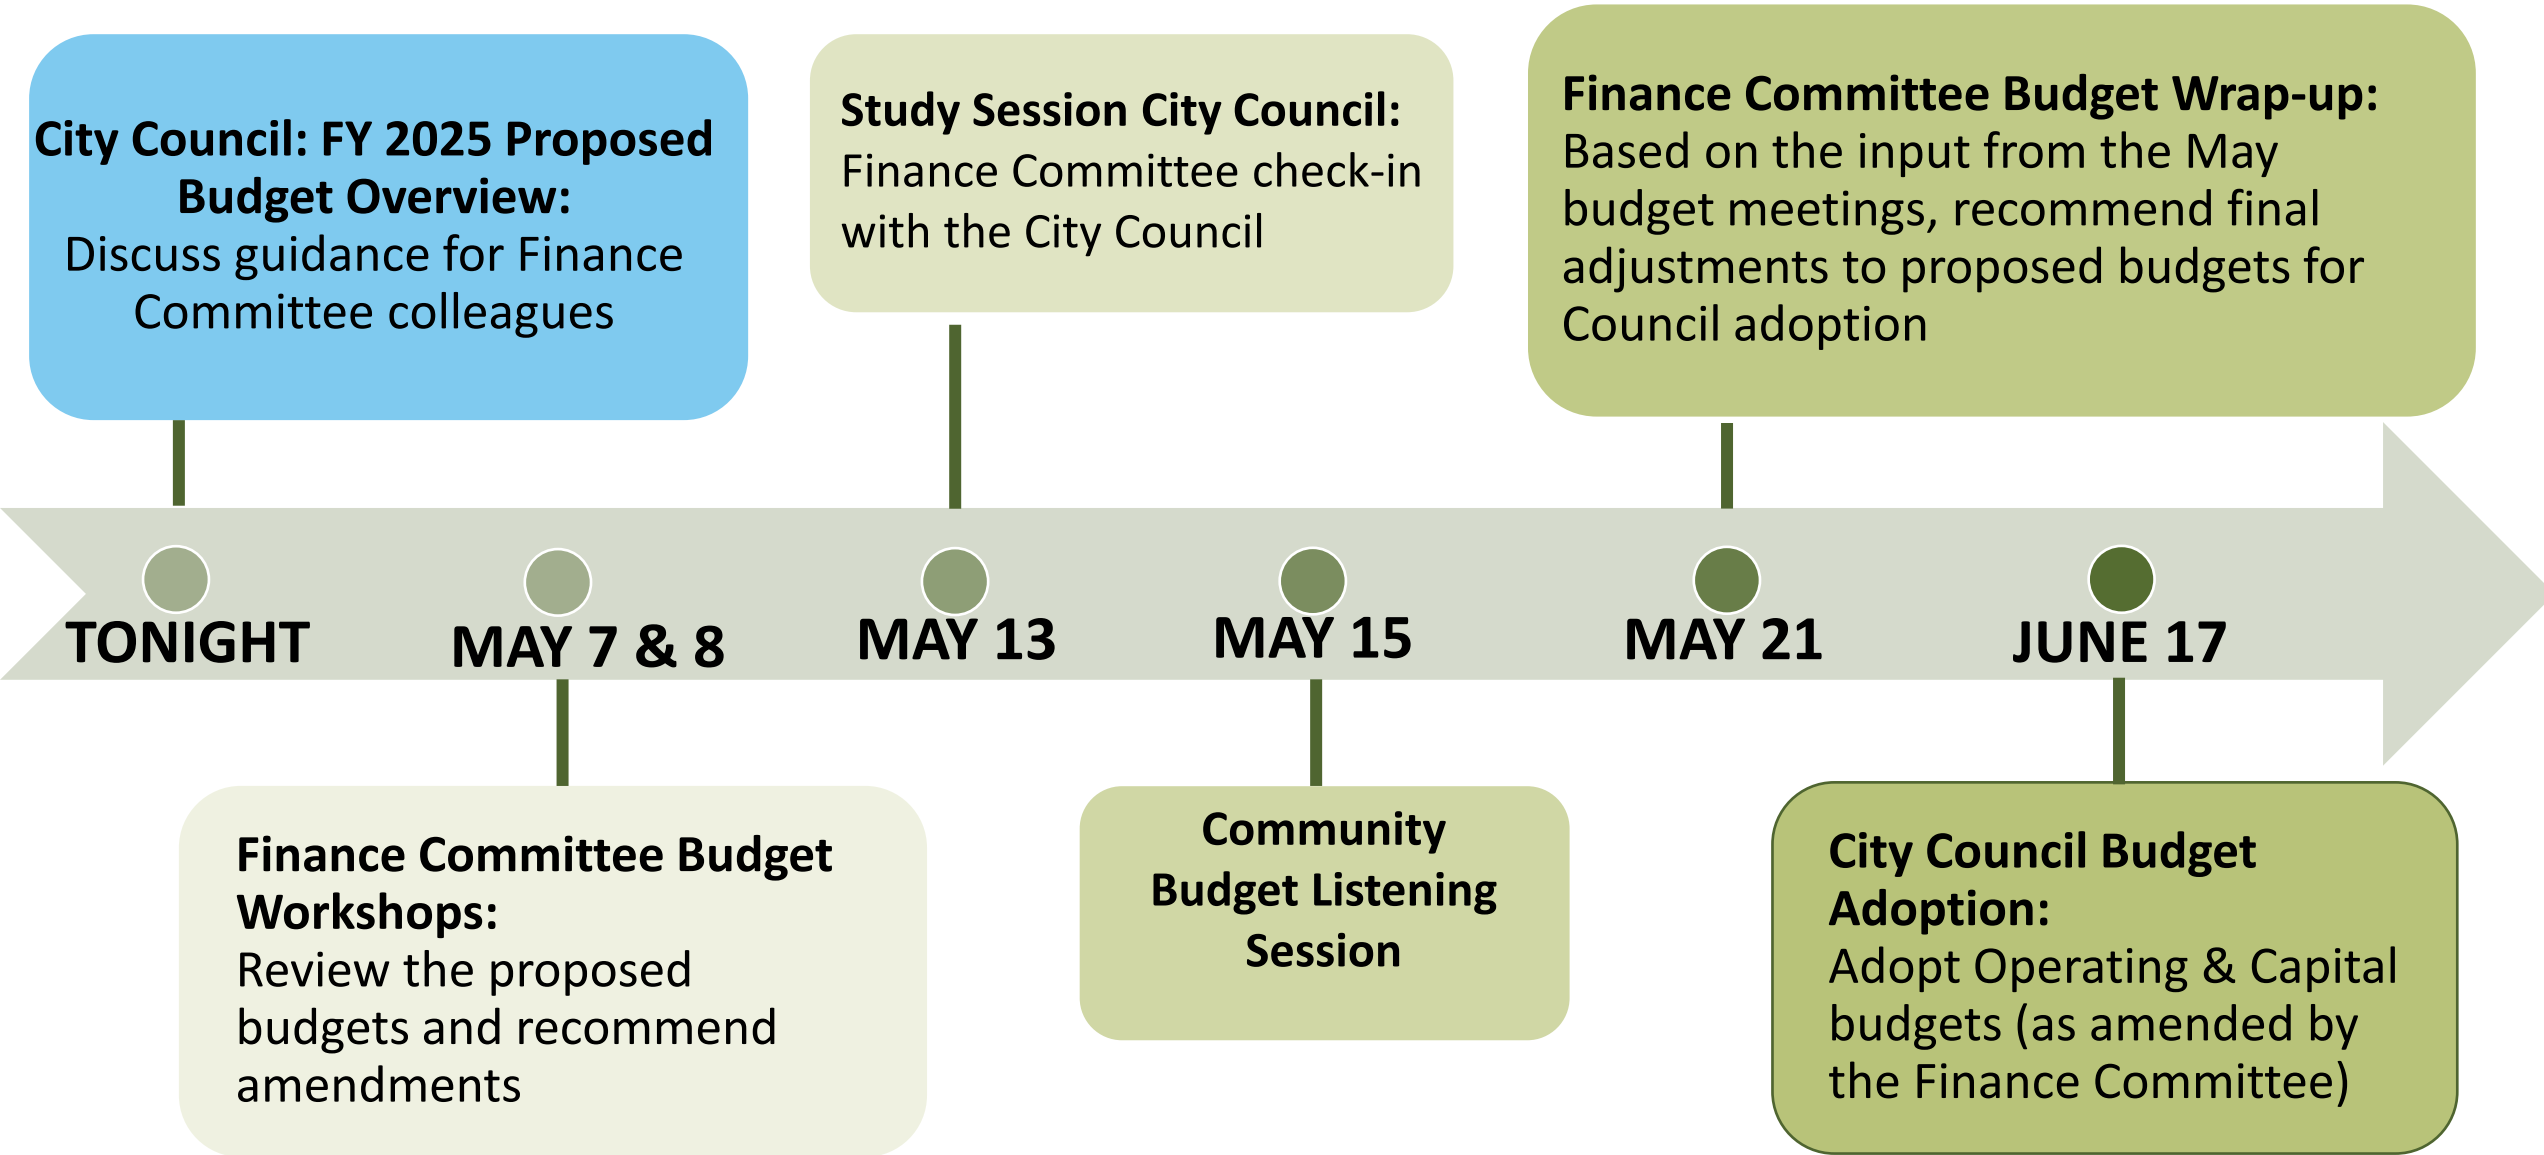 City Council: FY 2025 Proposed
Budget Overview:
Discuss guidance for Finance
Committee colleagues
Study Session City Council:
Finance Committee check-in
with the City Council
Finance Committee Budget Wrap-up:
Based on the input from the May
budget meetings, recommend final
adjustments to proposed budgets for
Council adoption
TONIGHT
MAY 7 & 8
MAY 13
MAY 15
MAY 21
JUNE 17
Finance Committee Budget
Workshops:
Review the proposed
budgets and recommend
amendments
Community
Budget Listening
Session
City Council Budget
Adoption:
Adopt Operating & Capital
budgets (as amended by
the Finance Committee)